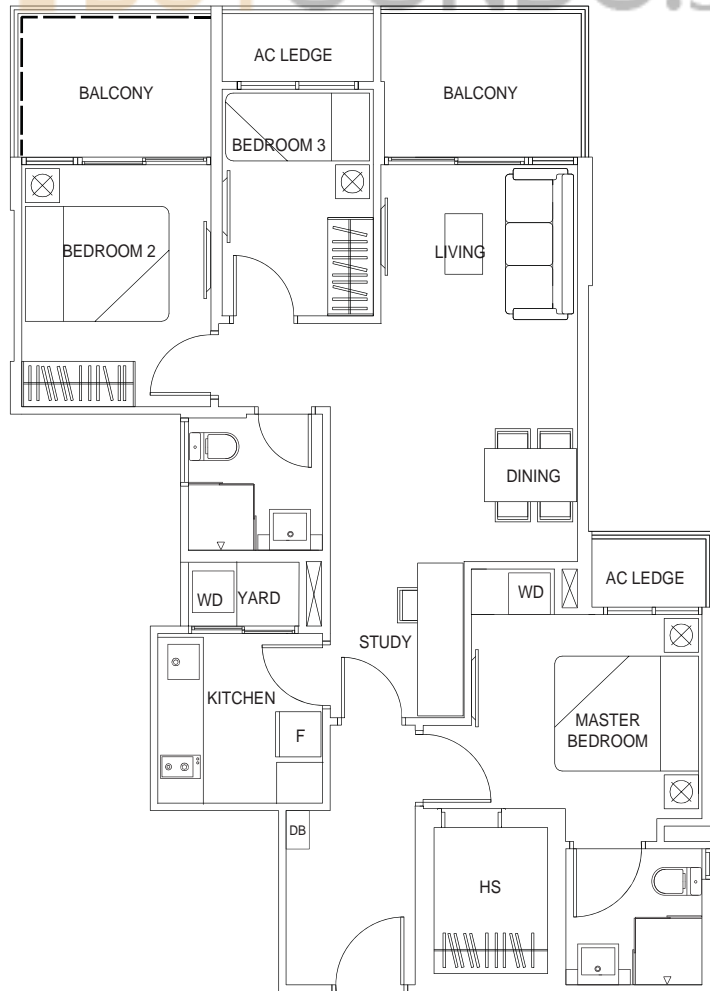 AC LEDGE
BALCONY
BALCONY
BEDROOM 3
BEDROOM 2
LIVING
DINING
AC LEDGE
WD
WD
YARD
STUDY
KITCHEN
F
MASTER
BEDROOM
DB
HS